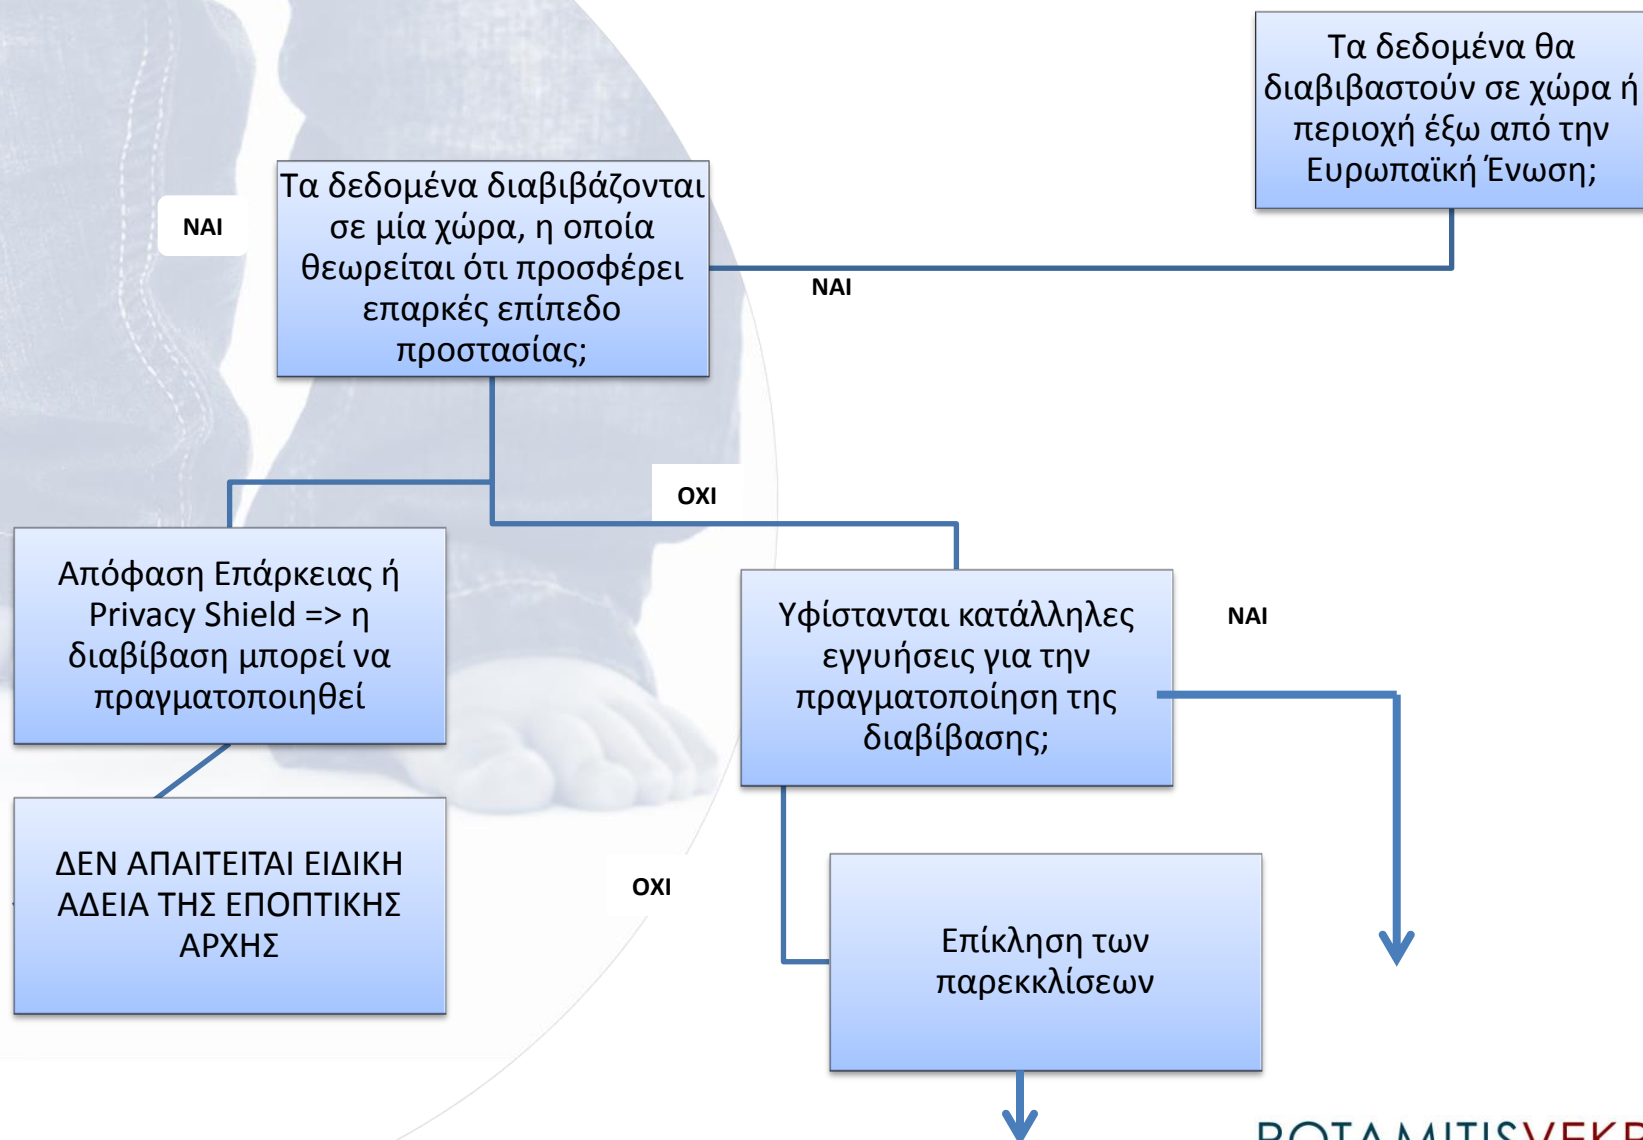 Τα δεδομένα θα
διαβιβαστούν σε χώρα ή
περιοχή έξω από την
Ευρωπαϊκή Ένωση;
Τα δεδομένα διαβιβάζονται
σε μία χώρα, η οποία
θεωρείται ότι προσφέρει
επαρκές επίπεδο
προστασίας;
ΝΑΙ
ΝΑΙ
ΟΧΙ
Απόφαση Επάρκειας ή
Privacy Shield => η
διαβίβαση μπορεί να
πραγματοποιηθεί
Υφίστανται κατάλληλες
εγγυήσεις για την
πραγματοποίηση της
διαβίβασης;
ΝΑΙ
ΔΕΝ ΑΠΑΙΤΕΙΤΑΙ ΕΙΔΙΚΗ
ΑΔΕΙΑ ΤΗΣ ΕΠΟΠΤΙΚΗΣ
ΑΡΧΗΣ
ΟΧΙ
Επίκληση των
παρεκκλίσεων